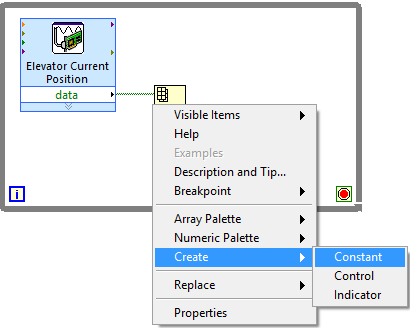 Elevator Current
Position
data
Visible Items
Help
Examples
Description and Tip...
Breakpoint
Array Palette
Numeric Palette
Create
Constant
Control
Indicator
Replace
Properties
i